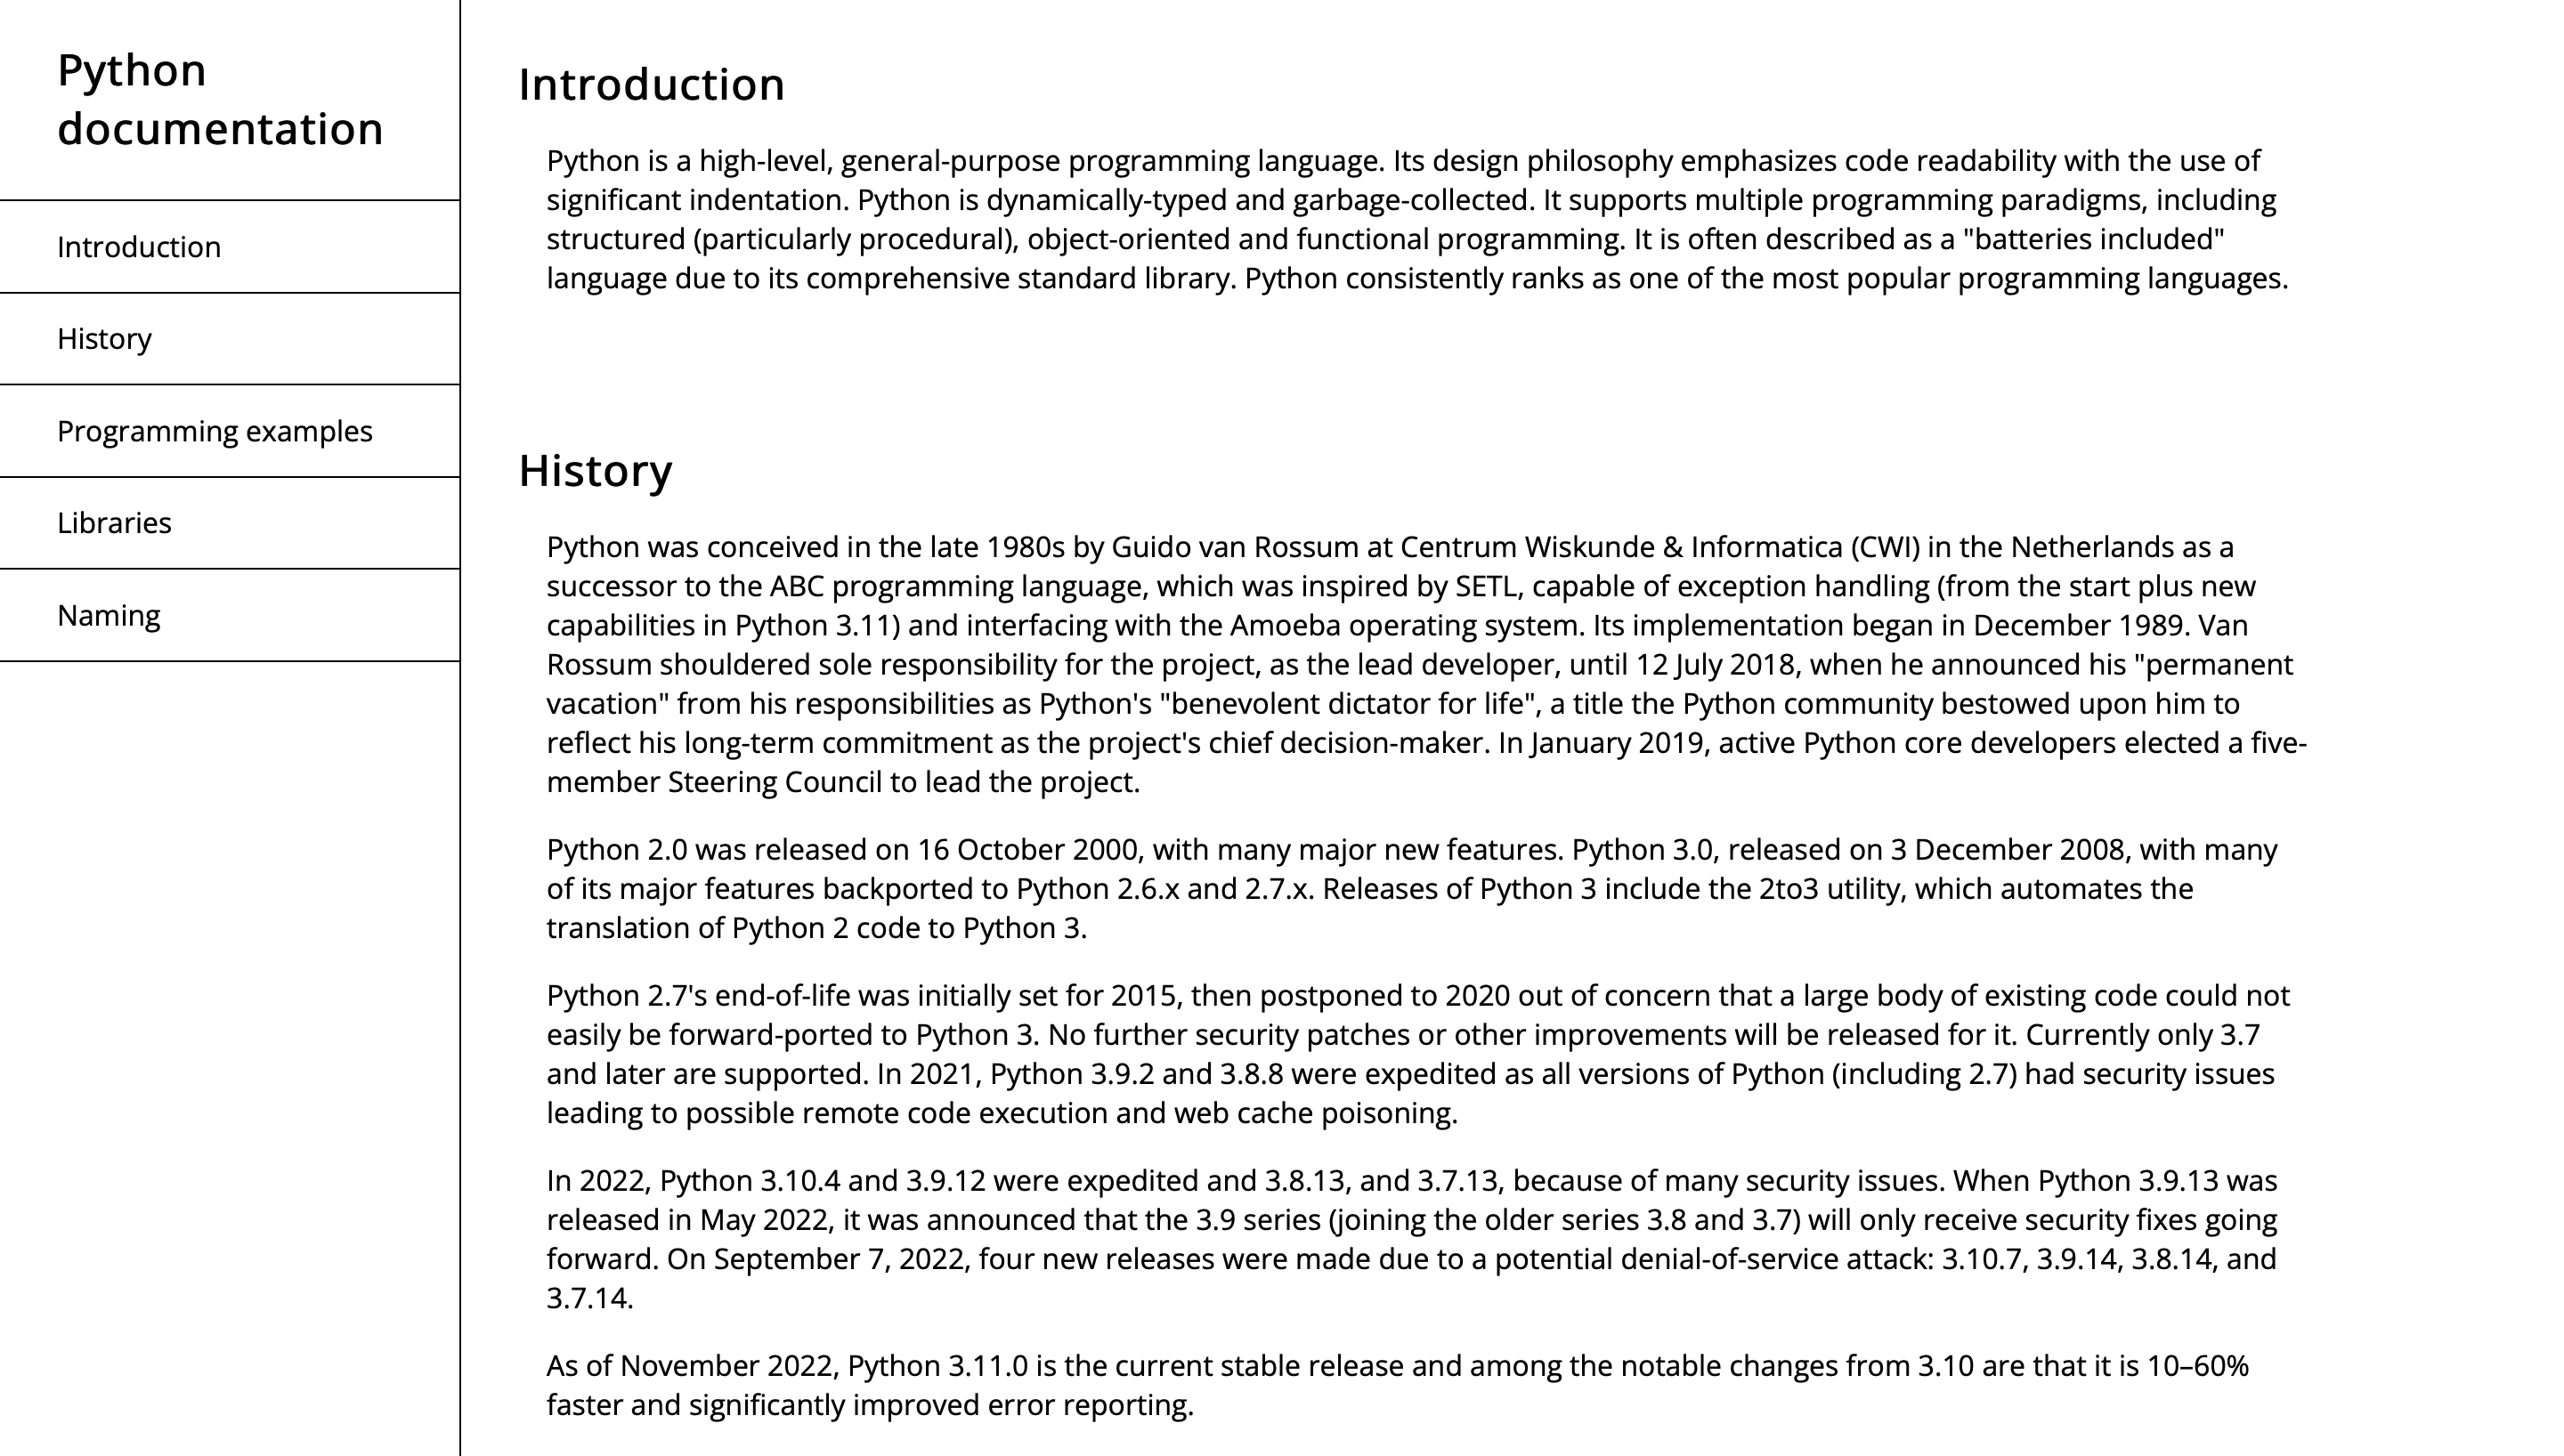 Python
documentation
Introduction
History
Programming examples
Libraries
Naming
Introduction
Python is a high-level, general-purpose programming language. Its design philosophy emphasizes code readability with the use of
significant indentation. Python is dynamically-typed and garbage-collected. It supports multiple programming paradigms, including
structured (particularly procedural), object-oriented and functional programming. It is often described as a "batteries included"
language due to its comprehensive standard library. Python consistently ranks as one of the most popular programming languages.
History
Python was conceived in the late 1980s by Guido van Rossum at Centrum Wiskunde & Informatica (CWI) in the Netherlands as a
successor to the ABC programming language, which was inspired by SETL, capable of exception handling (from the start plus new
capabilities in Python 3.11) and interfacing with the Amoeba operating system. Its implementation began in December 1989. Van
Rossum shouldered sole responsibility for the project, as the lead developer, until 12 July 2018, when he announced his "permanent
vacation" from his responsibilities as Python's "benevolent dictator for life", a title the Python community bestowed upon him to
reflect his long-term commitment as the project's chief decision-maker. In January 2019, active Python core developers elected a five-
member Steering Council to lead the project.
Python 2.0 was released on 16 October 2000, with many major new features. Python 3.0, released on 3 December 2008, with many
of its major features backported to Python 2.6.x and 2.7.x. Releases of Python 3 include the 2to3 utility, which automates the
translation of Python 2 code to Python 3.
Python 2.7's end-of-life was initially set for 2015, then postponed to 2020 out of concern that a large body of existing code could not
easily be forward-ported to Python 3. No further security patches or other improvements will be released for it. Currently only 3.7
and later are supported. In 2021, Python 3.9.2 and 3.8.8 were expedited as all versions of Python (including 2.7) had security issues
leading to possible remote code execution and web cache poisoning.
In 2022, Python 3.10.4 and 3.9.12 were expedited and 3.8.13, and 3.7.13, because of many security issues. When Python 3.9.13 was
released in May 2022, it was announced that the 3.9 series (joining the older series 3.8 and 3.7) will only receive security fixes going
forward. On September 7, 2022, four new releases were made due to a potential denial-of-service attack: 3.10.7, 3.9.14, 3.8.14, and
3.7.14.
As of November 2022, Python 3.11.0 is the current stable release and among the notable changes from 3.10 are that it is 10–60%
faster and significantly improved error reporting.